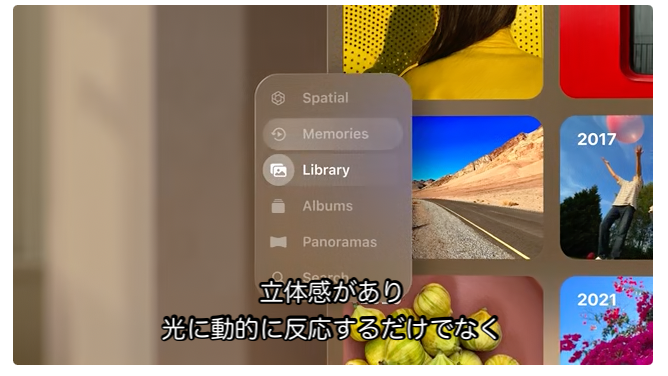 Spatial
Memories
Library
Albums
Panoramas
Search
2017
2021
立体感があり
光に動的に反応するだけでなく